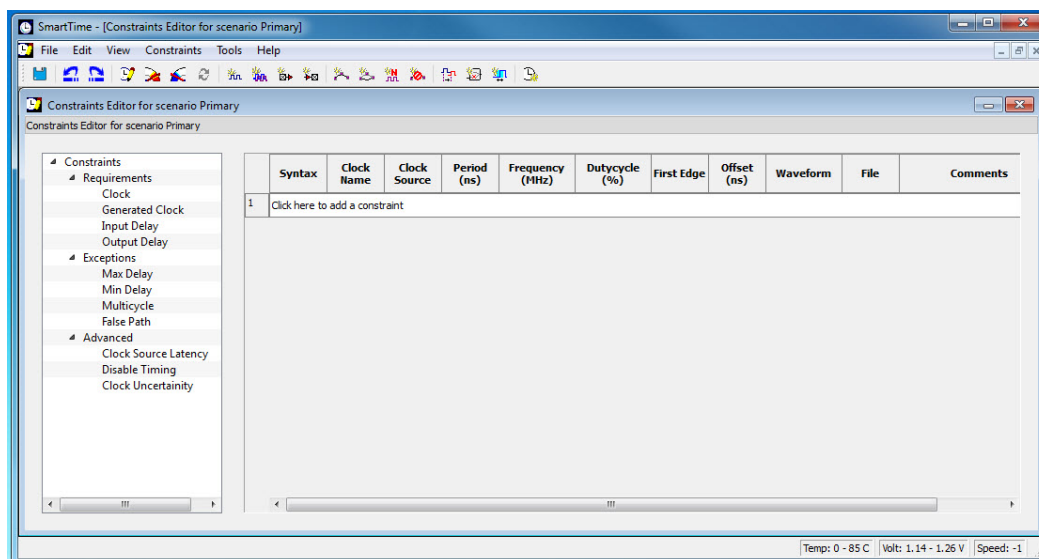 SmartTime - [Constraints Editor for scenario Primary]
File Edit View Constraints Tools Help
Constraints Editor for scenario Primary
Constraints Editor for scenario Primary
Constraints
Requirements
Clock
Generated Clock
Input Delay
Output Delay
Exceptions
Max Delay
Min Delay
Multicycle
False Path
Advanced
Clock Source Latency
Disable Timing
Clock Uncertainity
Syntax Clock Name Clock Source Period (ns) Frequency (MHz) Dutycycle (%) First Edge Offset (ns) Waveform File Comments
1 Click here to add a constraint
Temp: 0 - 85 C Volt: 1.14 - 1.26 V Speed: -1